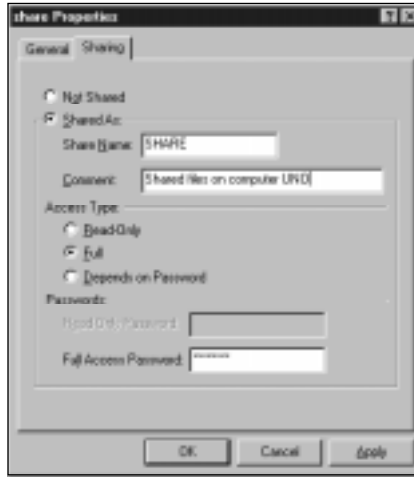 share Properties
General Sharing
Not Shared
Shared As:
Share Name: SHARE
Comment: Shared files on computer UNO
Access Type:
Read-Only
Full
Depends on Password
Passwords:
Read-Only Password:
Full Access Password: *******
OK Cancel Apply